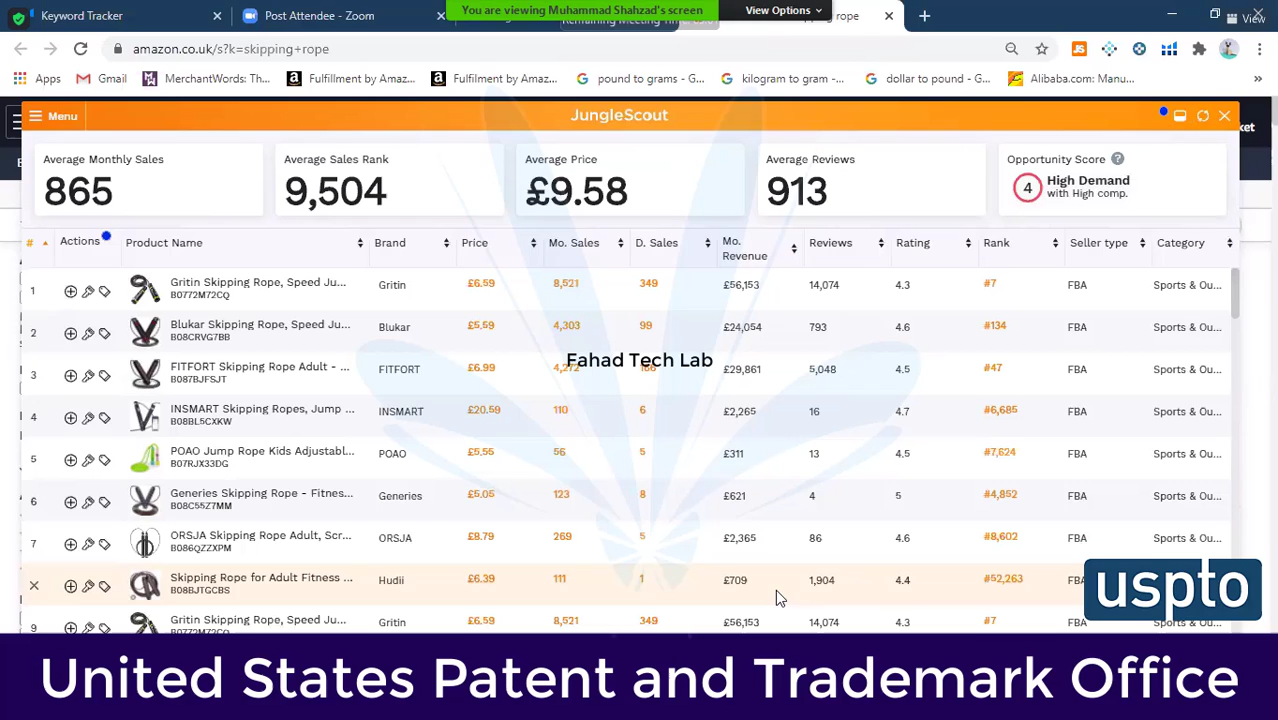 Keyword Tracker
Post Attendee - Zoom
You are viewing Muhammad Shahzad's screen
View Options
View
amazon.co.uk/s?k=skipping+rope
Apps
Gmail
MerchantWords: Th...
Fulfillment by Amaz...
Fulfilment by Amaz...
pound to grams - G...
kilogram to gram -...
dollar to pound - G...
Alibaba.com: Manu...
Menu
JungleScout
Average Monthly Sales
865
Average Sales Rank
9,504
Average Price
£9.58
Average Reviews
913
Opportunity Score
4 High Demand
with High comp.
# Actions Product Name Brand Price Mo. Sales D. Sales Mo. Revenue Reviews Rating Rank Seller type Category
1 Gritin Skipping Rope, Speed Ju... Gritin £6.59 8,521 349 £56,153 14,074 4.3 #7 FBA Sports & Ou...
B0772M72CQ
2 Blukar Skipping Rope, Speed Ju... Blukar £5.59 4,303 99 £24,054 793 4.6 #134 FBA Sports & Ou...
B08CRVG7BB
3 FITFORT Skipping Rope Adult - ... FITFORT £6.99 £29,861 5,048 4.5 #47 FBA Sports & Ou...
B087BJFSJT
Fahad Tech Lab
4 INSMART Skipping Ropes, Jump ... INSMART £20.59 110 6 £2,265 16 4.7 #6,685 FBA Sports & Ou...
B08BL5CXKW
5 POAO Jump Rope Kids Adjustabl... POAO £5.55 56 5 £311 13 4.5 #7,624 FBA Sports & Ou...
B07RJX33DG
6 Generies Skipping Rope - Fitnes... Generies £5.05 123 8 £621 4 5 #4,852 FBA Sports & Ou...
B08C55Z7MM
7 ORSJA Skipping Rope Adult, Scr... ORSJA £8.79 269 5 £2,365 86 4.6 #8,602 FBA Sports & Ou...
B086QZZXPM
Skipping Rope for Adult Fitness ... Hudii £6.39 111 1 £709 1,904 4.4 #52,263
B08BJTGCBS
9 Gritin Skipping Rope, Speed Ju... Gritin £6.59 8,521 349 £56,153 14,074 4.3 #7
uspto
United States Patent and Trademark Office